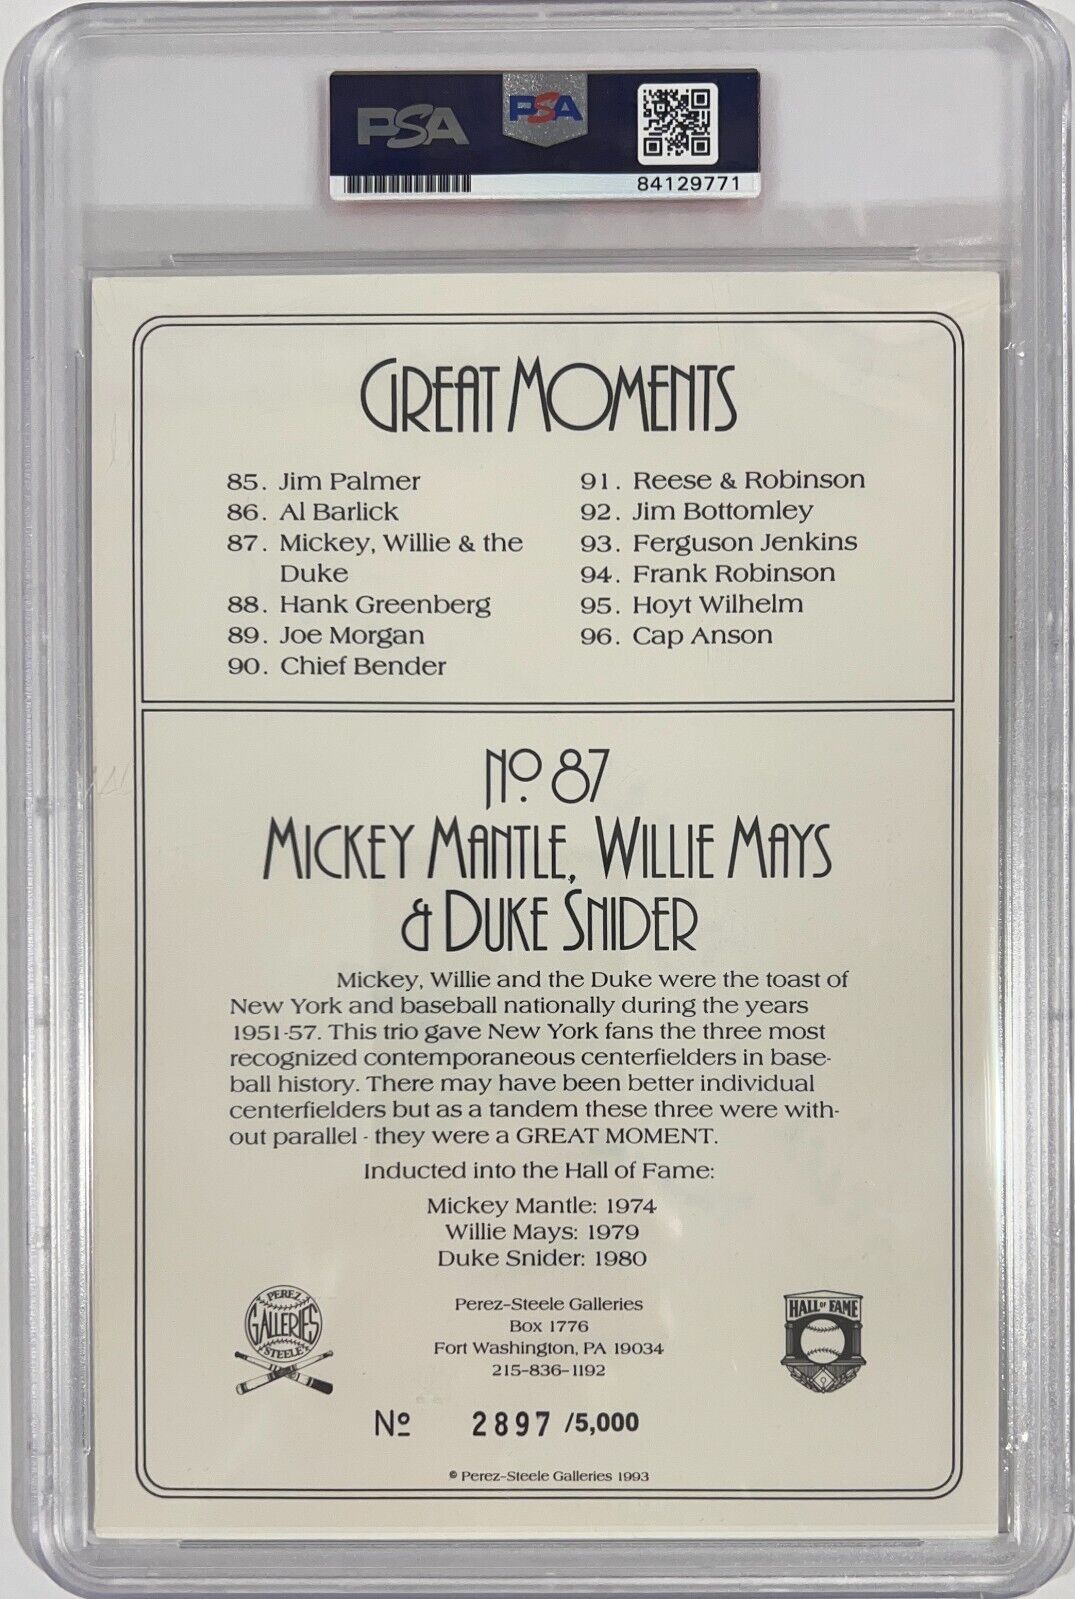 PSA
PSA
84129771
GREAT MOMENTS
85. Jim Palmer
86. Al Barlick
87. Mickey, Willie & the
Duke
88. Hank Greenberg
89. Joe Morgan
90. Chief Bender
91. Reese & Robinson
92. Jim Bottomley
93. Ferguson Jenkins
94. Frank Robinson
95. Hoyt Wilhelm
96. Cap Anson
Nº 87
MICKEY MANTLE, WILLIE MAYS
& DUKE SNIDER
Mickey, Willie and the Duke were the toast of
New York and baseball nationally during the years
1951-57. This trio gave New York fans the three most
recognized contemporaneous centerfielders in base-
ball history. There may have been better individual
centerfielders but as a tandem these three were with-
out parallel - they were a GREAT MOMENT.
Inducted into the Hall of Fame:
Mickey Mantle: 1974
Willie Mays: 1979
Duke Snider: 1980
PEREZ
GALLERIES
STEELE
Perez-Steele Galleries
Box 1776
Fort Washington, PA 19034
215-836-1192
HALL OF FAME
Nº 2897 /5,000
© Perez-Steele Galleries 1993